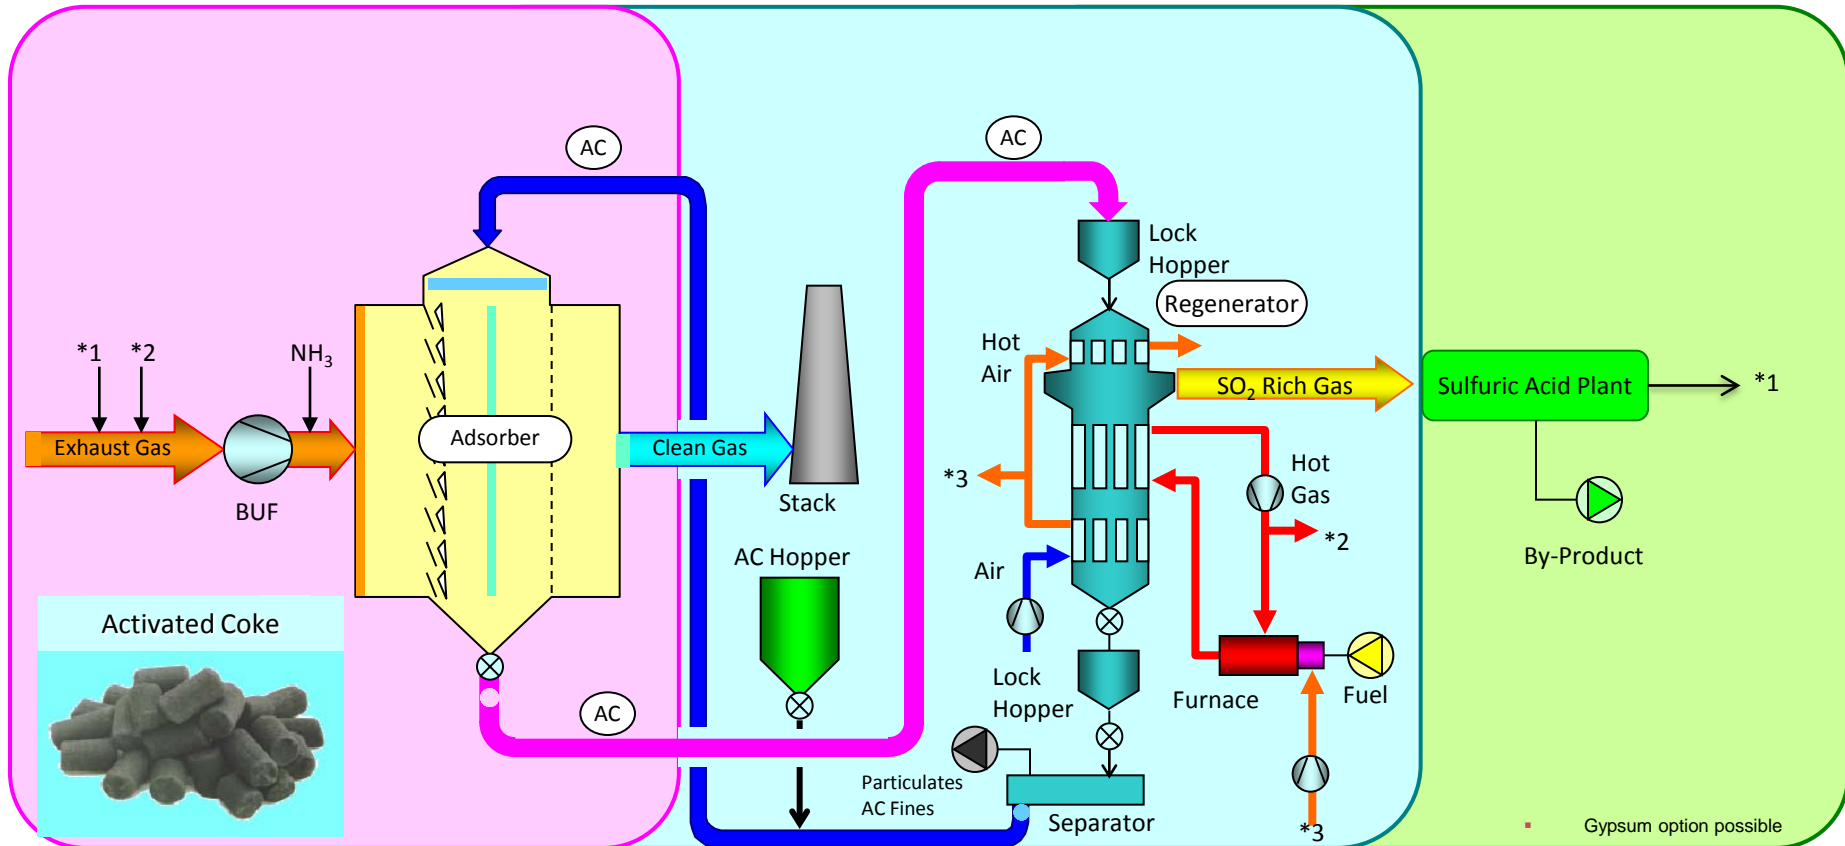 AC
AC
Lock
Hopper
Regenerator
Hot
Air
*1
*2
NH₃
SO₂ Rich Gas
Sulfuric Acid Plant
*1
Exhaust Gas
Adsorber
Clean Gas
*3
Hot
Gas
BUF
Stack
*2
AC Hopper
Air
By-Product
Activated Coke
Lock
Hopper
Furnace
Fuel
AC
Particulates
AC Fines
Separator
*3
▪ Gypsum option possible